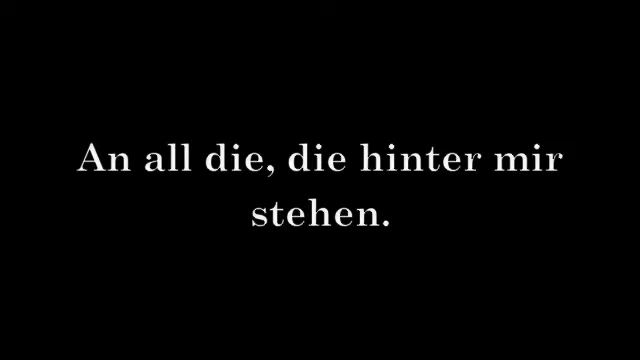 An all die, die hinter mir
stehen.